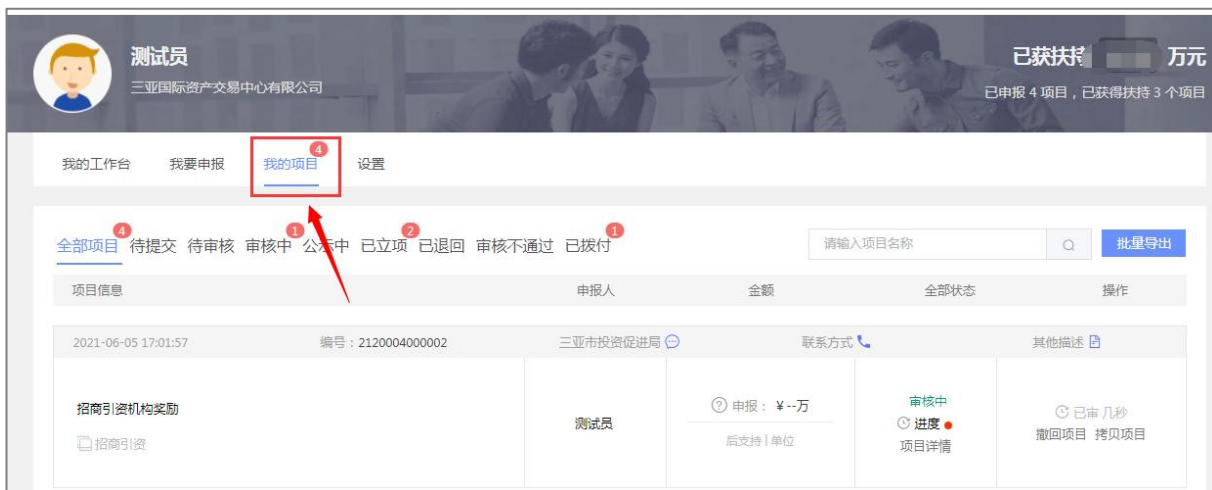 测试员
三亚国际资产交易中心有限公司
已获扶持 万元
已申报 4 项目，已获得扶持 3 个项目
我的工作台 我要申报 我的项目 4 设置
全部项目 4 待提交 待审核 审核中 1 公示中 已立项 2 已退回 审核不通过 已拨付 1
请输入项目名称 批量导出
项目信息 申报人 金额 全部状态 操作
2021-06-05 17:01:57 编号：2120004000002 三亚市投资促进局 联系方式 其他描述
招商引资机构奖励
招商引资
测试员
? 申报： ¥ --万
后支持 | 单位
审核中
进度
项目详情
已审 几秒
撤回项目 拷贝项目